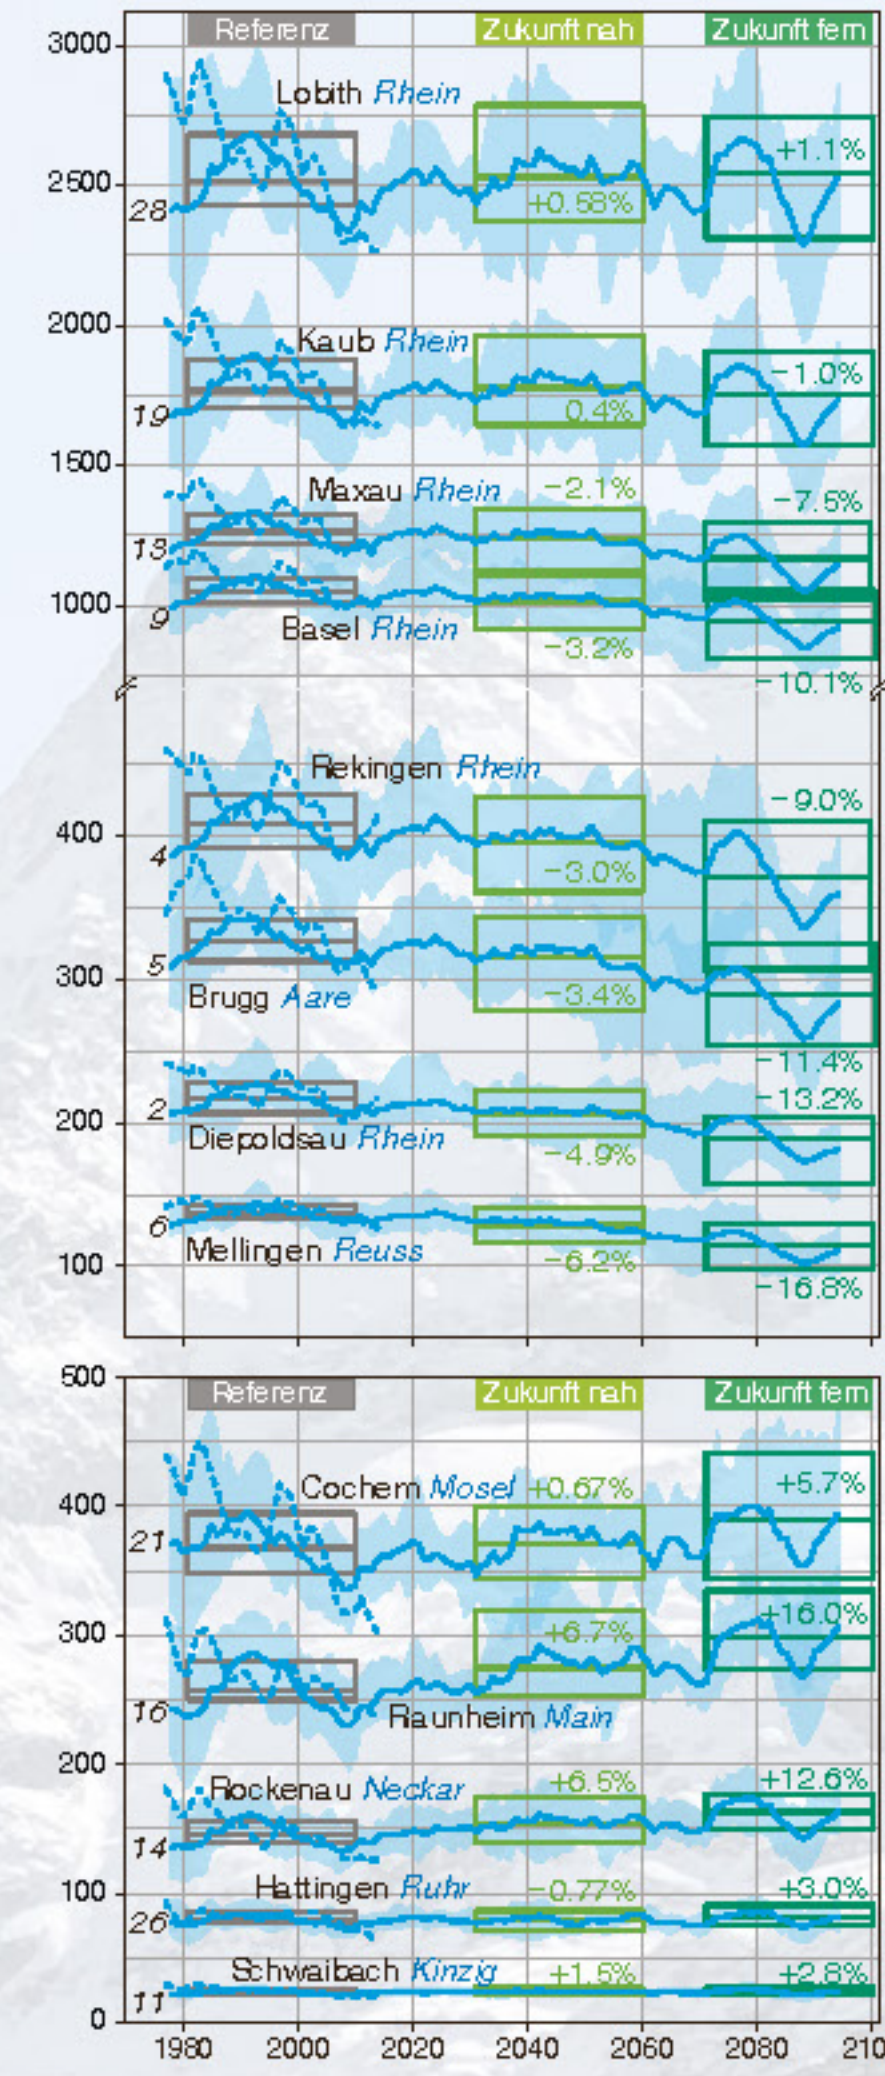 Referenz Zukunft nah Zukunft fern
3000
Lobith Rhein
+1.1%
2500
28
+0.58%
2000
Kaub Rhein
−1.0%
19
0.4%
1500
Maxau Rhein −2.1% −7.5%
13
1000
9
Basel Rhein
−3.2%
−10.1%
Rekingen Rhein
−9.0%
400
4
−3.0%
5
300
Brugg Aare −3.4%
−11.4%
−13.2%
2
200
Diepoldsau Rhein
−4.9%
6
Mellingen Reuss
100
−6.2%
−16.8%
500
Referenz Zukunft nah Zukunft fern
Cochem Mosel +0.67% +5.7%
400
21
300
+6.7% +16.0%
16
Raunheim Main
200
Rockenau Neckar +6.5% +12.6%
14
Hattingen Ruhr −0.77% +3.0%
100
26
Schwaibach Kinzig +1.5% +2.8%
11
0
1980 2000 2020 2040 2060 2080 210